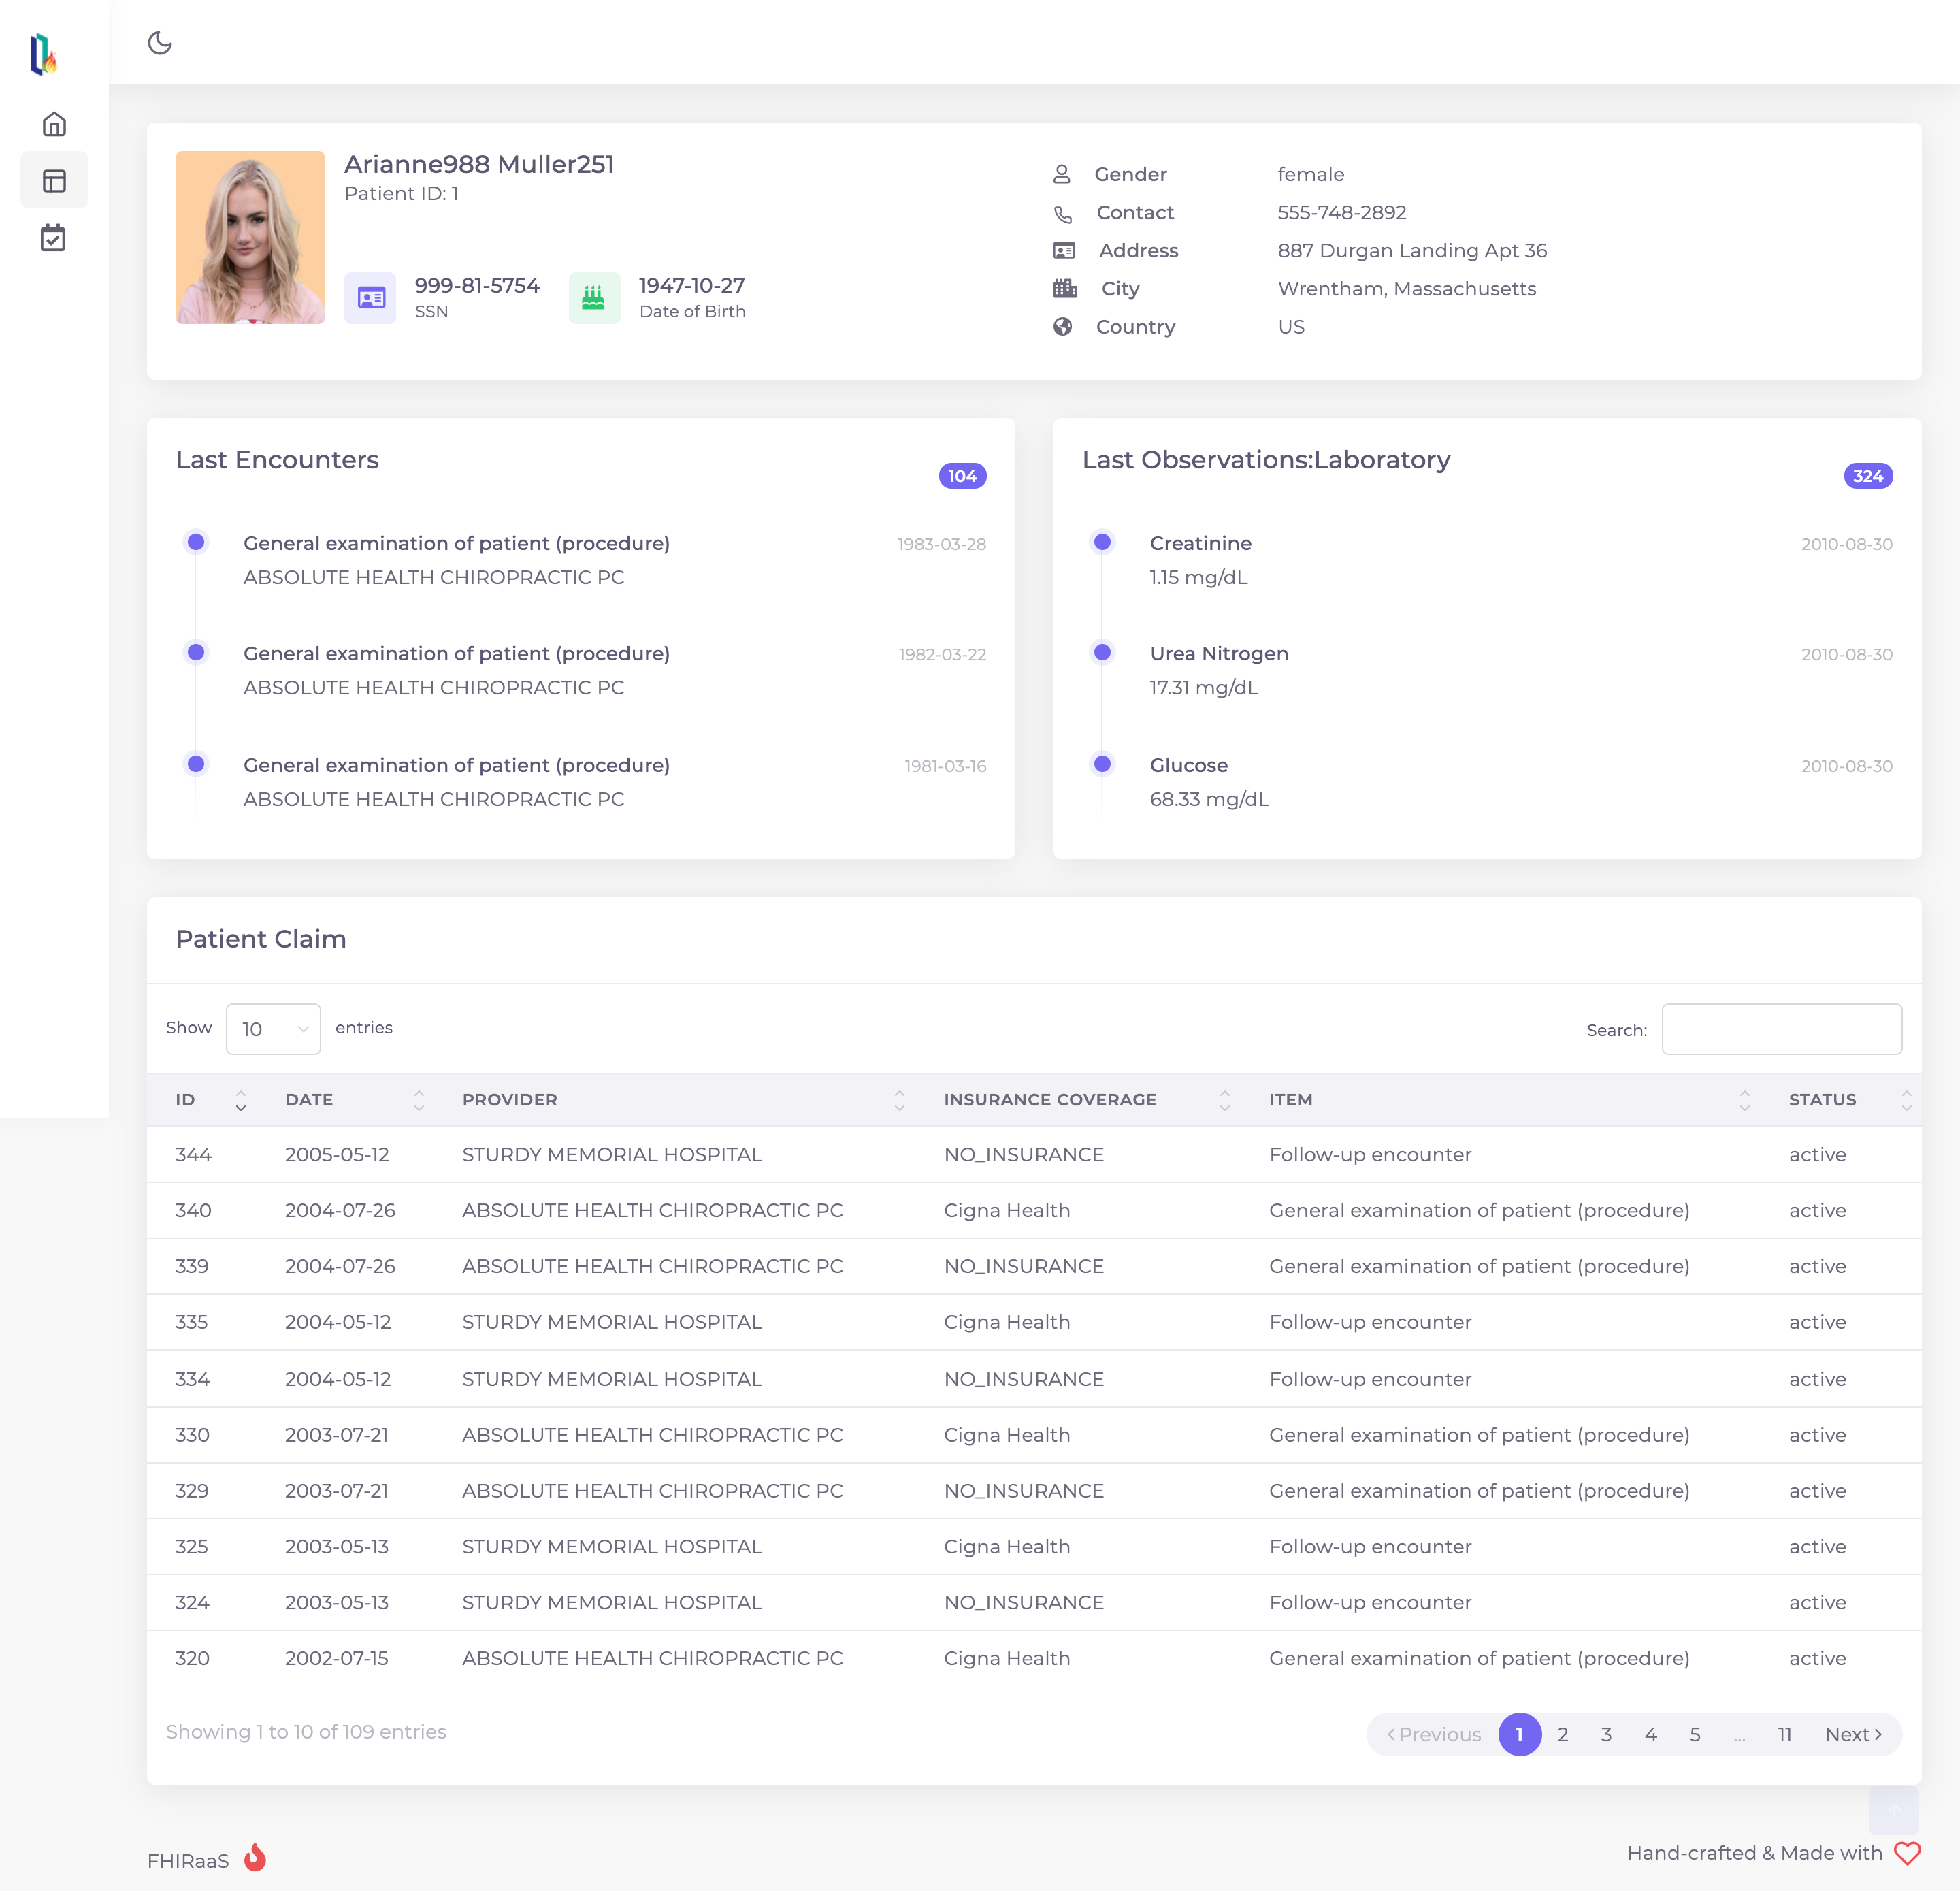 Arianne988 Muller251
Patient ID: 1
999-81-5754
SSN
1947-10-27
Date of Birth
Gender female
Contact 555-748-2892
Address 887 Durgan Landing Apt 36
City Wrentham, Massachusetts
Country US
Last Encounters
104
General examination of patient (procedure) 1983-03-28
ABSOLUTE HEALTH CHIROPRACTIC PC
General examination of patient (procedure) 1982-03-22
ABSOLUTE HEALTH CHIROPRACTIC PC
General examination of patient (procedure) 1981-03-16
ABSOLUTE HEALTH CHIROPRACTIC PC
Last Observations:Laboratory
324
Creatinine 2010-08-30
1.15 mg/dL
Urea Nitrogen 2010-08-30
17.31 mg/dL
Glucose 2010-08-30
68.33 mg/dL
Patient Claim
Show 10 entries Search:
ID DATE PROVIDER INSURANCE COVERAGE ITEM STATUS
344 2005-05-12 STURDY MEMORIAL HOSPITAL NO_INSURANCE Follow-up encounter active
340 2004-07-26 ABSOLUTE HEALTH CHIROPRACTIC PC Cigna Health General examination of patient (procedure) active
339 2004-07-26 ABSOLUTE HEALTH CHIROPRACTIC PC NO_INSURANCE General examination of patient (procedure) active
335 2004-05-12 STURDY MEMORIAL HOSPITAL Cigna Health Follow-up encounter active
334 2004-05-12 STURDY MEMORIAL HOSPITAL NO_INSURANCE Follow-up encounter active
330 2003-07-21 ABSOLUTE HEALTH CHIROPRACTIC PC Cigna Health General examination of patient (procedure) active
329 2003-07-21 ABSOLUTE HEALTH CHIROPRACTIC PC NO_INSURANCE General examination of patient (procedure) active
325 2003-05-13 STURDY MEMORIAL HOSPITAL Cigna Health Follow-up encounter active
324 2003-05-13 STURDY MEMORIAL HOSPITAL NO_INSURANCE Follow-up encounter active
320 2002-07-15 ABSOLUTE HEALTH CHIROPRACTIC PC Cigna Health General examination of patient (procedure) active
Showing 1 to 10 of 109 entries Previous 1 2 3 4 5 ... 11 Next
FHIRaaS Hand-crafted & Made with